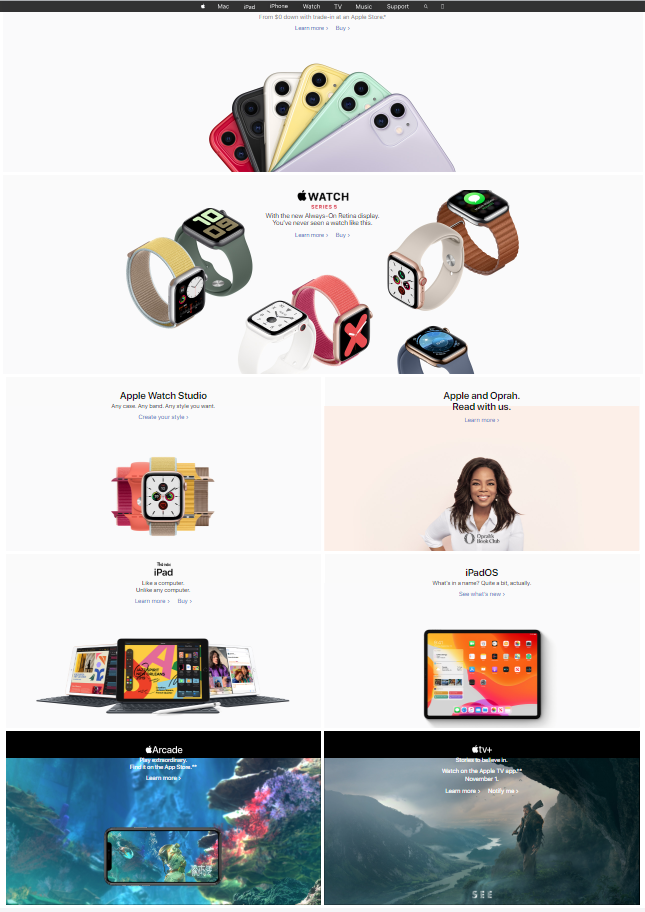 Mac iPad iPhone Watch TV Music Support
From $0 down with trade-in at an Apple Store.*
Learn more > Buy >
WATCH
SERIES 5
With the new Always-On Retina display.
You've never seen a watch like this.
Learn more > Buy >
10
09
Apple Watch Studio
Any case. Any band. Any style you want.
Create your style >
Apple and Oprah.
Read with us.
Learn more >
Oprah's
Book Club
The new
iPad
Like a computer.
Unlike any computer.
Learn more > Buy >
iPadOS
What's in a name? Quite a bit, actually.
See what's new >
Arcade
Play extraordinary.
Find it on the App Store.**
Learn more >
tv+
Stories to believe in.
Watch on the Apple TV app.**
November 1.
Learn more > Notify me >
SEE